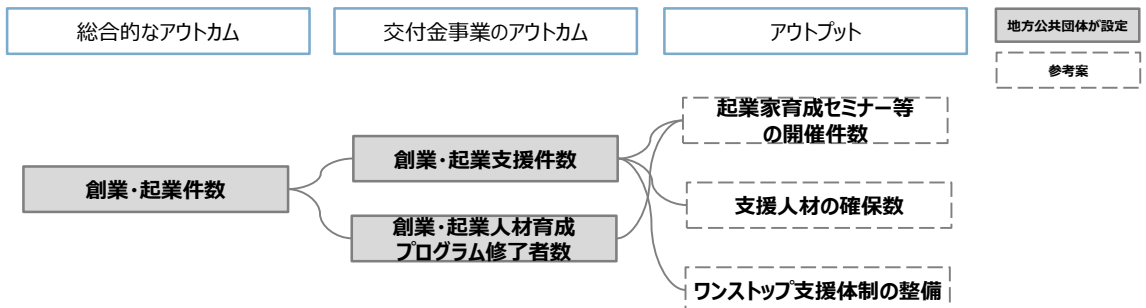 総合的なアウトカム
交付金事業のアウトカム
アウトプット
地方公共団体が設定
参考案
創業・起業件数
創業・起業支援件数
創業・起業人材育成
プログラム修了者数
起業家育成セミナー等
の開催件数
支援人材の確保数
ワンストップ支援体制の整備